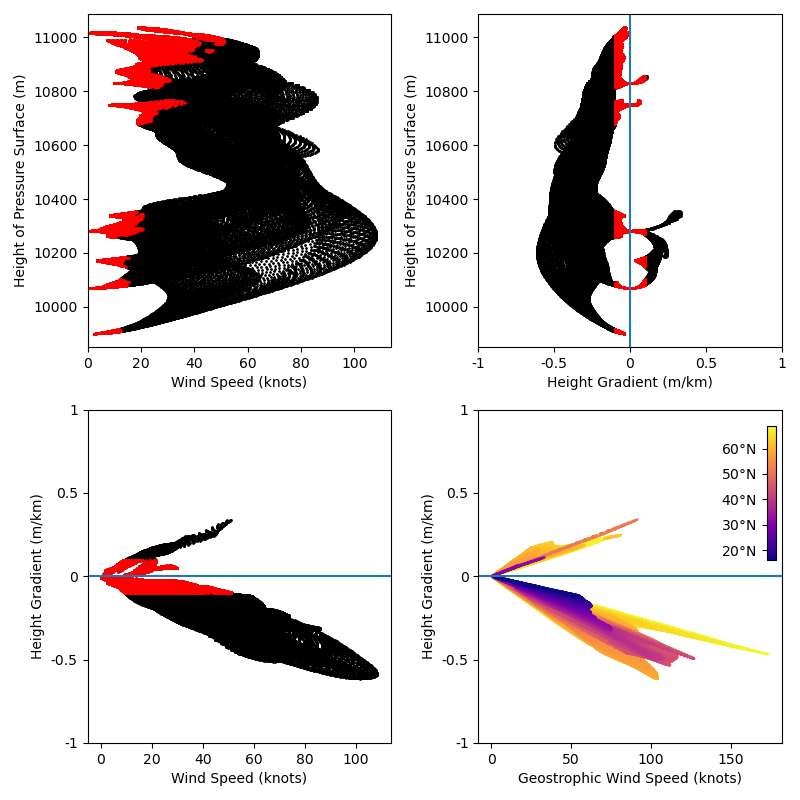 11000
10800
10600
10400
10200
10000
Height of Pressure Surface (m)
0 20 40 60 80 100
Wind Speed (knots)
11000
10800
10600
10400
10200
10000
Height of Pressure Surface (m)
-1 -0.5 0 0.5 1
Height Gradient (m/km)
1
0.5
0
-0.5
-1
Height Gradient (m/km)
0 20 40 60 80 100
Wind Speed (knots)
1
0.5
0
-0.5
-1
Height Gradient (m/km)
60°N
50°N
40°N
30°N
20°N
0 50 100 150
Geostrophic Wind Speed (knots)